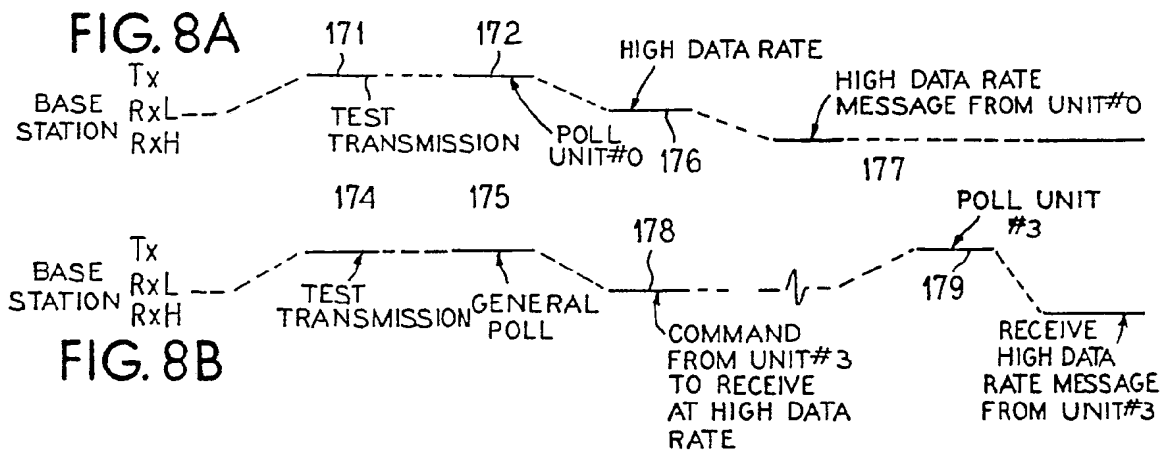 FIG. 8A
171
172
HIGH DATA RATE
Tx
BASE STATION
RxL
RxH
TEST TRANSMISSION
POLL UNIT#0
176
HIGH DATA RATE
MESSAGE FROM UNIT#0
177
174
175
178
POLL UNIT
#3
Tx
BASE STATION
RxL
RxH
TEST TRANSMISSION
GENERAL POLL
179
COMMAND
FROM UNIT#3
TO RECEIVE
AT HIGH DATA
RATE
RECEIVE
HIGH DATA
RATE MESSAGE
FROM UNIT#3
FIG. 8B